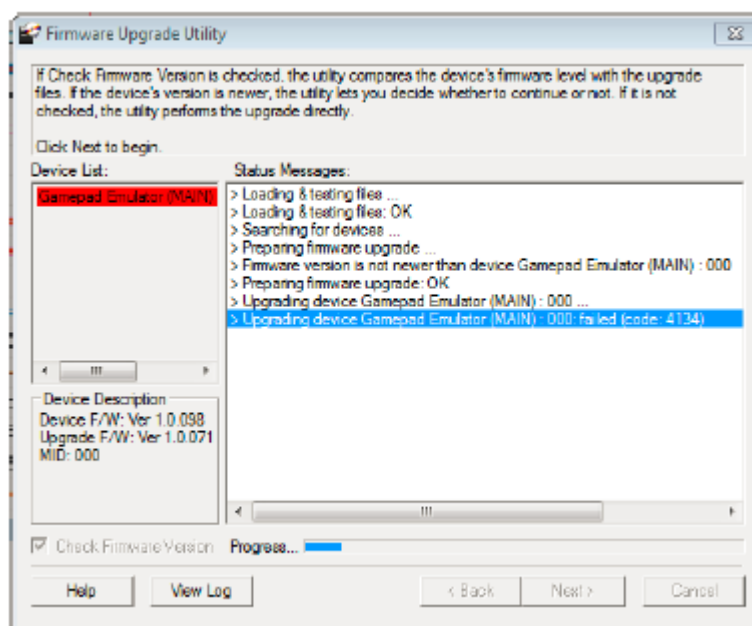 Firmware Upgrade Utility
If Check Firmware Version is checked, the utility compares the device's firmware level with the upgrade
files. If the device's version is newer, the utility lets you decide whether to continue or not. If it is not
checked, the utility performs the upgrade directly.
Click Next to begin.
Device List:
Gamepad Emulator (MAIN)
Status Messages:
> Loading & testing files ...
> Loading & testing files: OK
> Searching for devices ...
> Preparing firmware upgrade ...
> Firmware version is not newer than device Gamepad Emulator (MAIN) : 000
> Preparing firmware upgrade: OK
> Upgrading device Gamepad Emulator (MAIN) : 000 ...
> Upgrading device Gamepad Emulator (MAIN) : 000: failed (code: 4134)
Device Description
Device F/W: Ver 1.0.098
Upgrade F/W: Ver 1.0.071
MID: 000
Check Firmware Version
Progress...
Help
View Log
< Back
Next >
Cancel